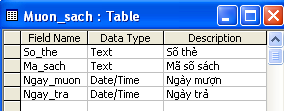 Muon_sach : Table
Field Name Data Type Description
So_the Text Số thẻ
Ma_sach Text Mã số sách
Ngay_muon Date/Time Ngày mượn
Ngay_tra Date/Time Ngày trả